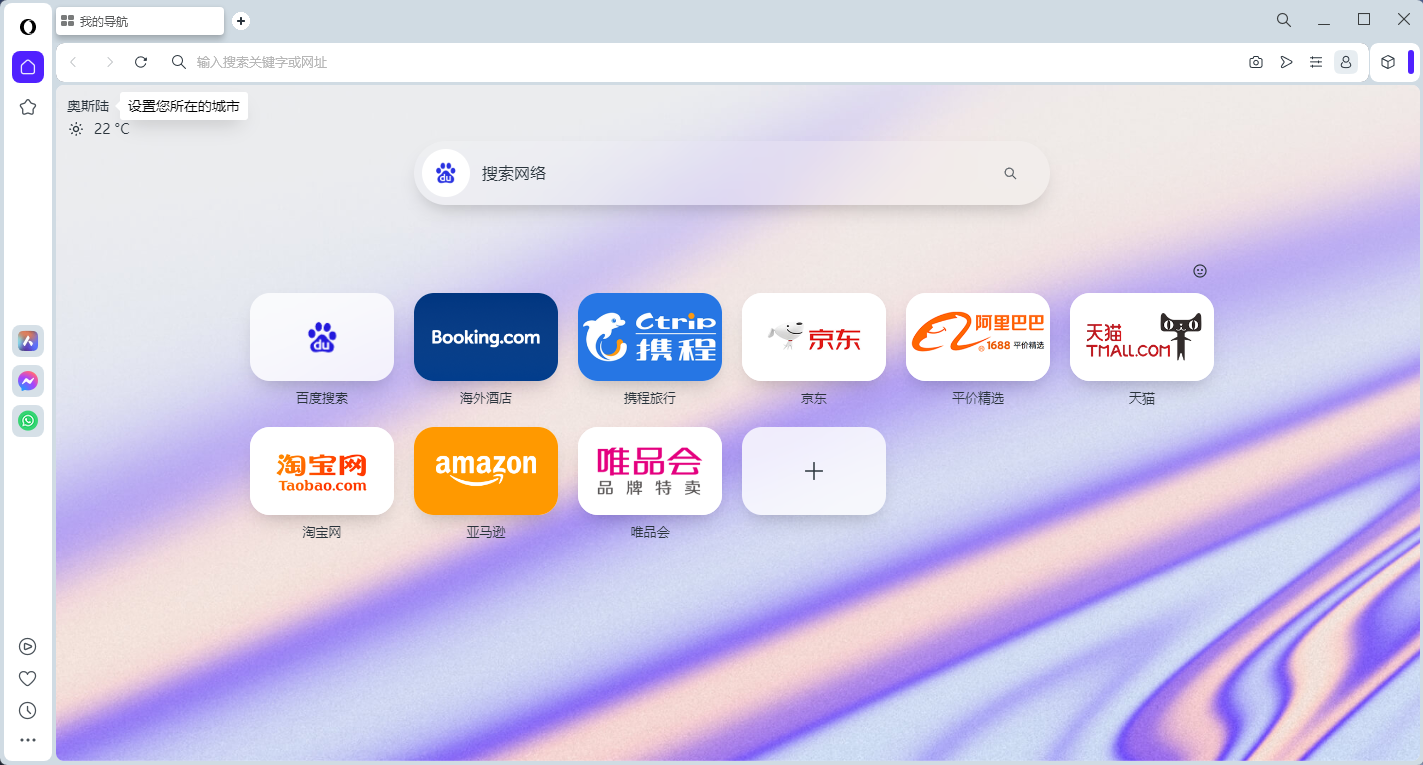 我的导航
输入搜索关键字或网址
奥斯陆
设置您所在的城市
22 °C
du
搜索网络
du
Booking.com
Ctrip
携程
京东
阿里巴巴
1688 平价精选
天猫
TMALL.COM
百度搜索
海外酒店
携程旅行
京东
平价精选
天猫
淘宝网
Taobao.com
amazon
唯品会
品牌特卖
淘宝网
亚马逊
唯品会